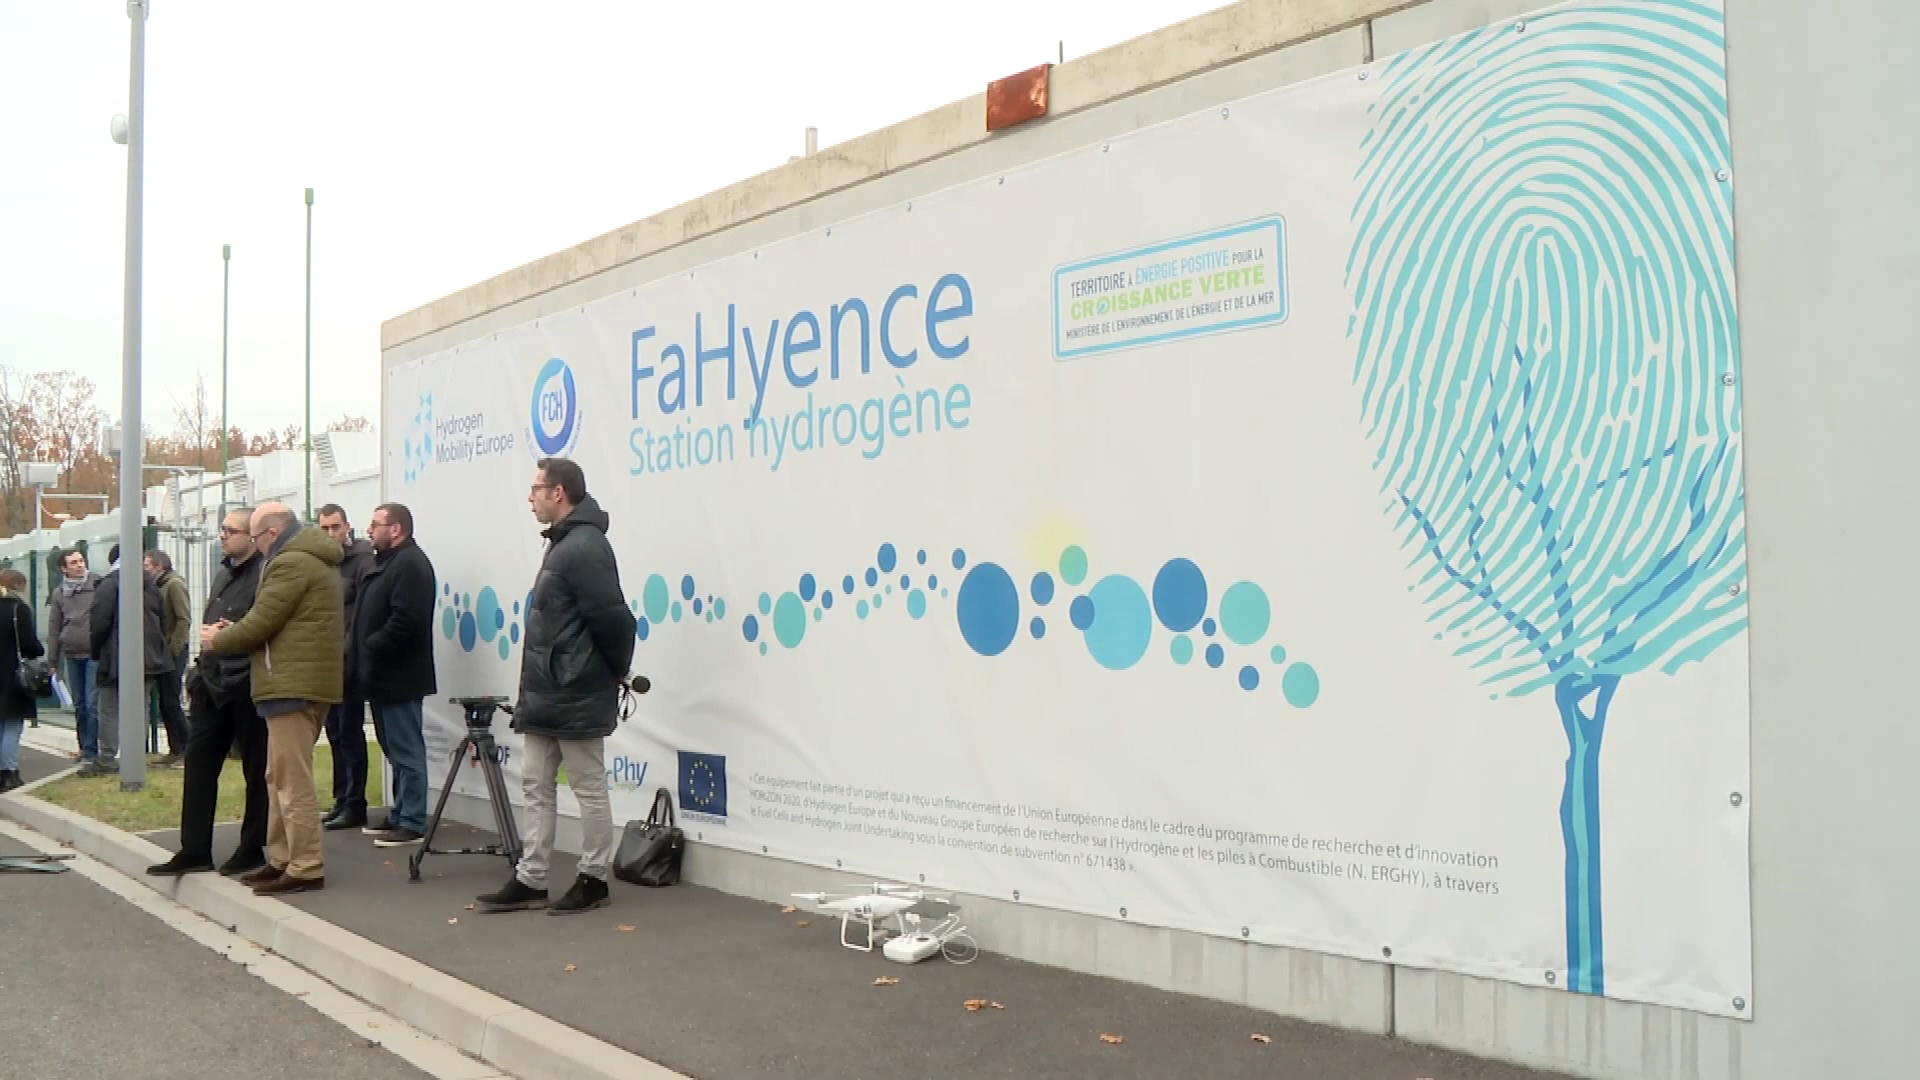 Hydrogen
Mobility Europe
FCH
FaHyence
Station hydrogène
TERRITOIRE À ÉNERGIE POSITIVE POUR LA
CROISSANCE VERTE
MINISTÈRE DE L'ENVIRONNEMENT, DE L'ÉNERGIE ET DE LA MER
DF
cPhy
UNION EUROPÉENNE
« Cet équipement fait partie d'un projet qui a reçu un financement de l'Union Européenne dans le cadre du programme de recherche et d'innovation
HORIZON 2020, d'Hydrogen Europe et du Nouveau Groupe Européen de recherche sur l'Hydrogène et les piles à Combustible (N. ERGHY), à travers
le Fuel Cells and Hydrogen Joint Undertaking sous la convention de subvention n° 671438 ».